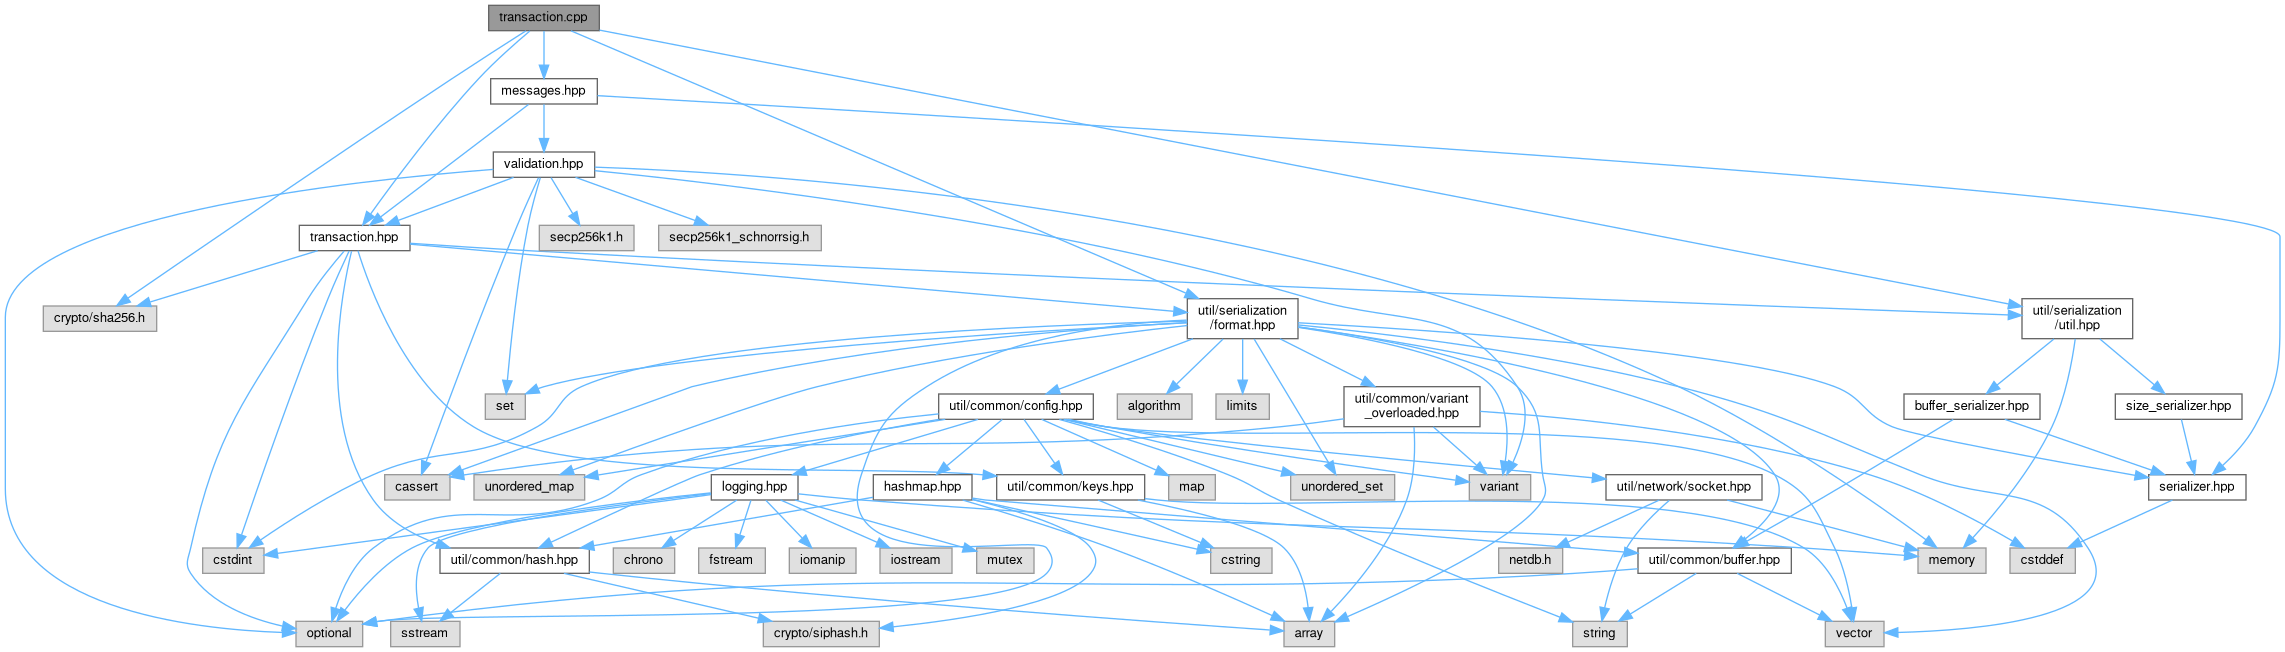 transaction.cpp
messages.hpp
validation.hpp
transaction.hpp
secp256k1.h
secp256k1_schnorrsig.h
crypto/sha256.h
util/serialization
/format.hpp
util/serialization
/util.hpp
set
util/common/config.hpp
algorithm
limits
util/common/variant
_overloaded.hpp
buffer_serializer.hpp
size_serializer.hpp
cassert
unordered_map
logging.hpp
hashmap.hpp
util/common/keys.hpp
map
unordered_set
variant
util/network/socket.hpp
serializer.hpp
cstdint
util/common/hash.hpp
chrono
fstream
iomanip
iostream
mutex
cstring
netdb.h
util/common/buffer.hpp
memory
cstddef
optional
sstream
crypto/siphash.h
array
string
vector